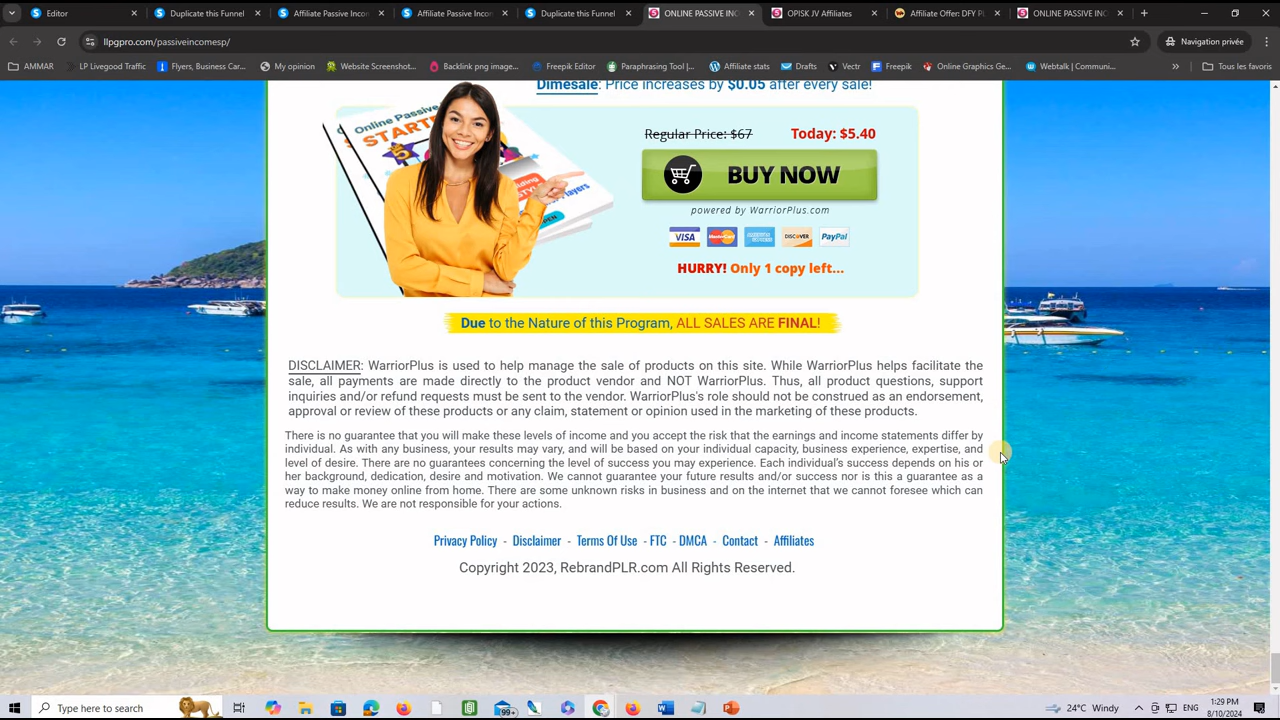 Editor
Duplicate this Funnel
Affiliate Passive Incon
Affiliate Passive Incon
Duplicate this Funnel
ONLINE PASSIVE INC
OPISK JV Affiliates
Affiliate Offer: DFY Pl
ONLINE PASSIVE INC
llpgpro.com/passiveincomesp/
Navigation privée
AMMAR
LP Livegood Traffic
Flyers, Business Car...
My opinion
Website Screenshot...
Backlink png image...
Freepik Editor
Paraphrasing Tool |...
Affiliate stats
Drafts
Vectr
Freepik
Online Graphics Ge...
Webtalk | Communi...
Tous les favoris
Dimesale: Price increases by $0.05 after every sale!
Online Passive
Regular Price: $67 Today: $5.40
BUY NOW
powered by WarriorPlus.com
VISA MasterCard DISCOVER PayPal
HURRY! Only 1 copy left...
Due to the Nature of this Program, ALL SALES ARE FINAL!
DISCLAIMER: WarriorPlus is used to help manage the sale of products on this site. While WarriorPlus helps facilitate the
sale, all payments are made directly to the product vendor and NOT WarriorPlus. Thus, all product questions, support
inquiries and/or refund requests must be sent to the vendor. WarriorPlus's role should not be construed as an endorsement,
approval or review of these products or any claim, statement or opinion used in the marketing of these products.
There is no guarantee that you will make these levels of income and you accept the risk that the earnings and income statements differ by
individual. As with any business, your results may vary, and will be based on your individual capacity, business experience, expertise, and
level of desire. There are no guarantees concerning the level of success you may experience. Each individual's success depends on his or
her background, dedication, desire and motivation. We cannot guarantee your future results and/or success nor is this a guarantee as a
way to make money online from home. There are some unknown risks in business and on the internet that we cannot foresee which can
reduce results. We are not responsible for your actions.
Privacy Policy - Disclaimer - Terms Of Use - FTC - DMCA - Contact - Affiliates
Copyright 2023, RebrandPLR.com All Rights Reserved.
Type here to search
99+
24°C Windy
ENG
1:29 PM
8/10/2024